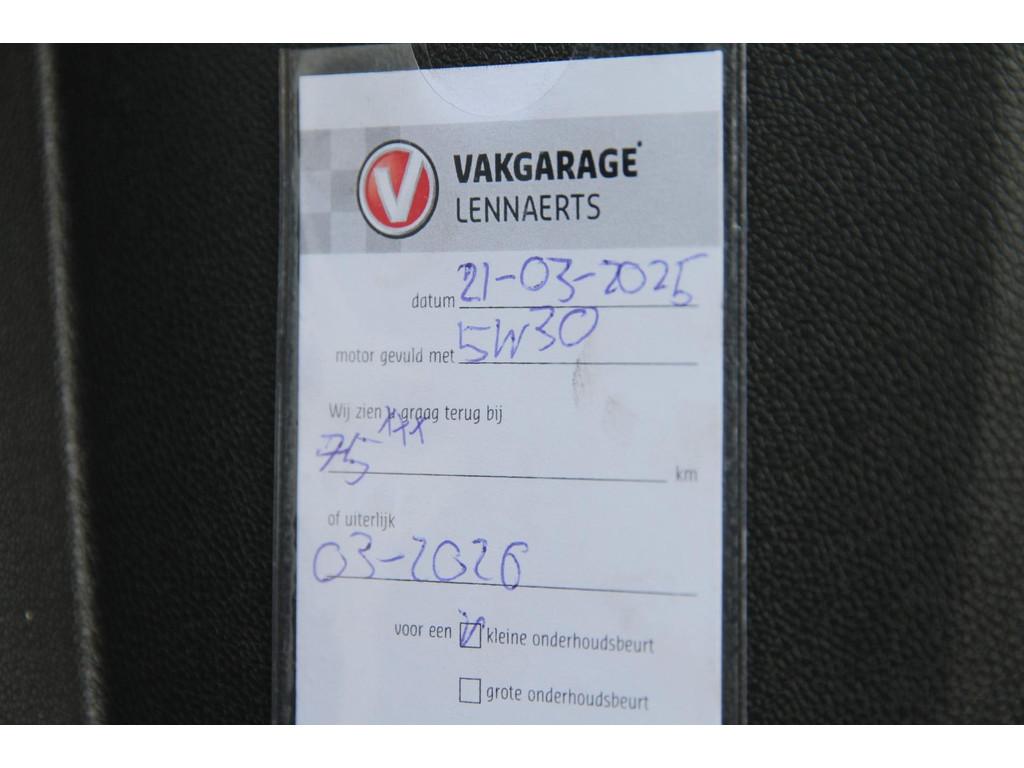 V
VAKGARAGE
LENNAERTS
datum 21-03-2025
motor gevuld met 5W30
Wij zien u graag terug bij
75xxx km
of uiterlijk
03-2026
voor een kleine onderhoudsbeurt
grote onderhoudsbeurt